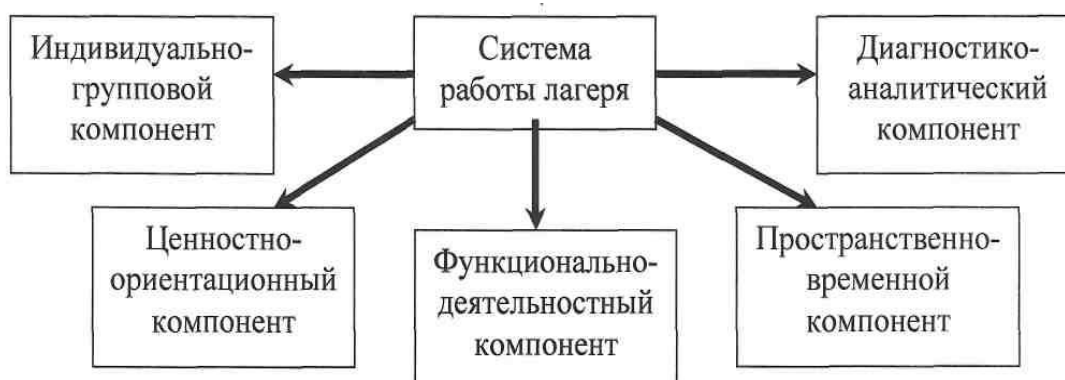 Индивидуально-
групповой
компонент
Система
работы лагеря
Диагностико-
аналитический
компонент
Ценностно-
ориентационный
компонент
Функционально-
деятельностный
компонент
Пространственно-
временной
компонент